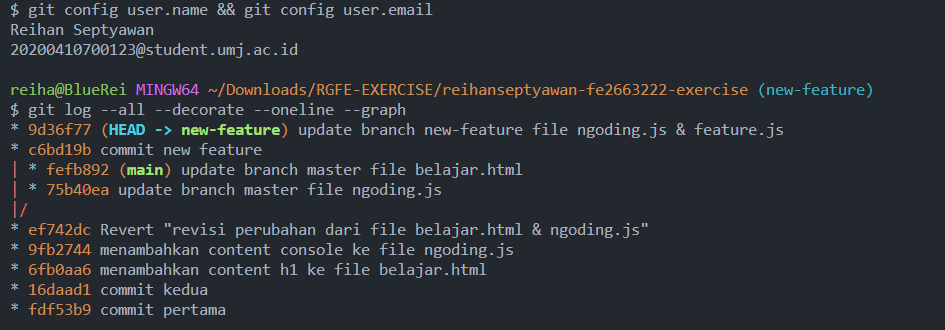 $ git config user.name && git config user.email
Reihan Septyawan
20200410700123@student.umj.ac.id
reiha@BlueRei MINGW64 ~/Downloads/RGFE-EXERCISE/reihanseptyawan-fe2663222-exercise (new-feature)
$ git log --all --decorate --oneline --graph
* 9d36f77 (HEAD -> new-feature) update branch new-feature file ngoding.js & feature.js
* c6bd19b commit new feature
| * fefb892 (main) update branch master file belajar.html
| * 75b40ea update branch master file ngoding.js
|/
* ef742dc Revert "revisi perubahan dari file belajar.html & ngoding.js"
* 9fb2744 menambahkan content console ke file ngoding.js
* 6fb0aa6 menambahkan content h1 ke file belajar.html
* 16daad1 commit kedua
* fdf53b9 commit pertama